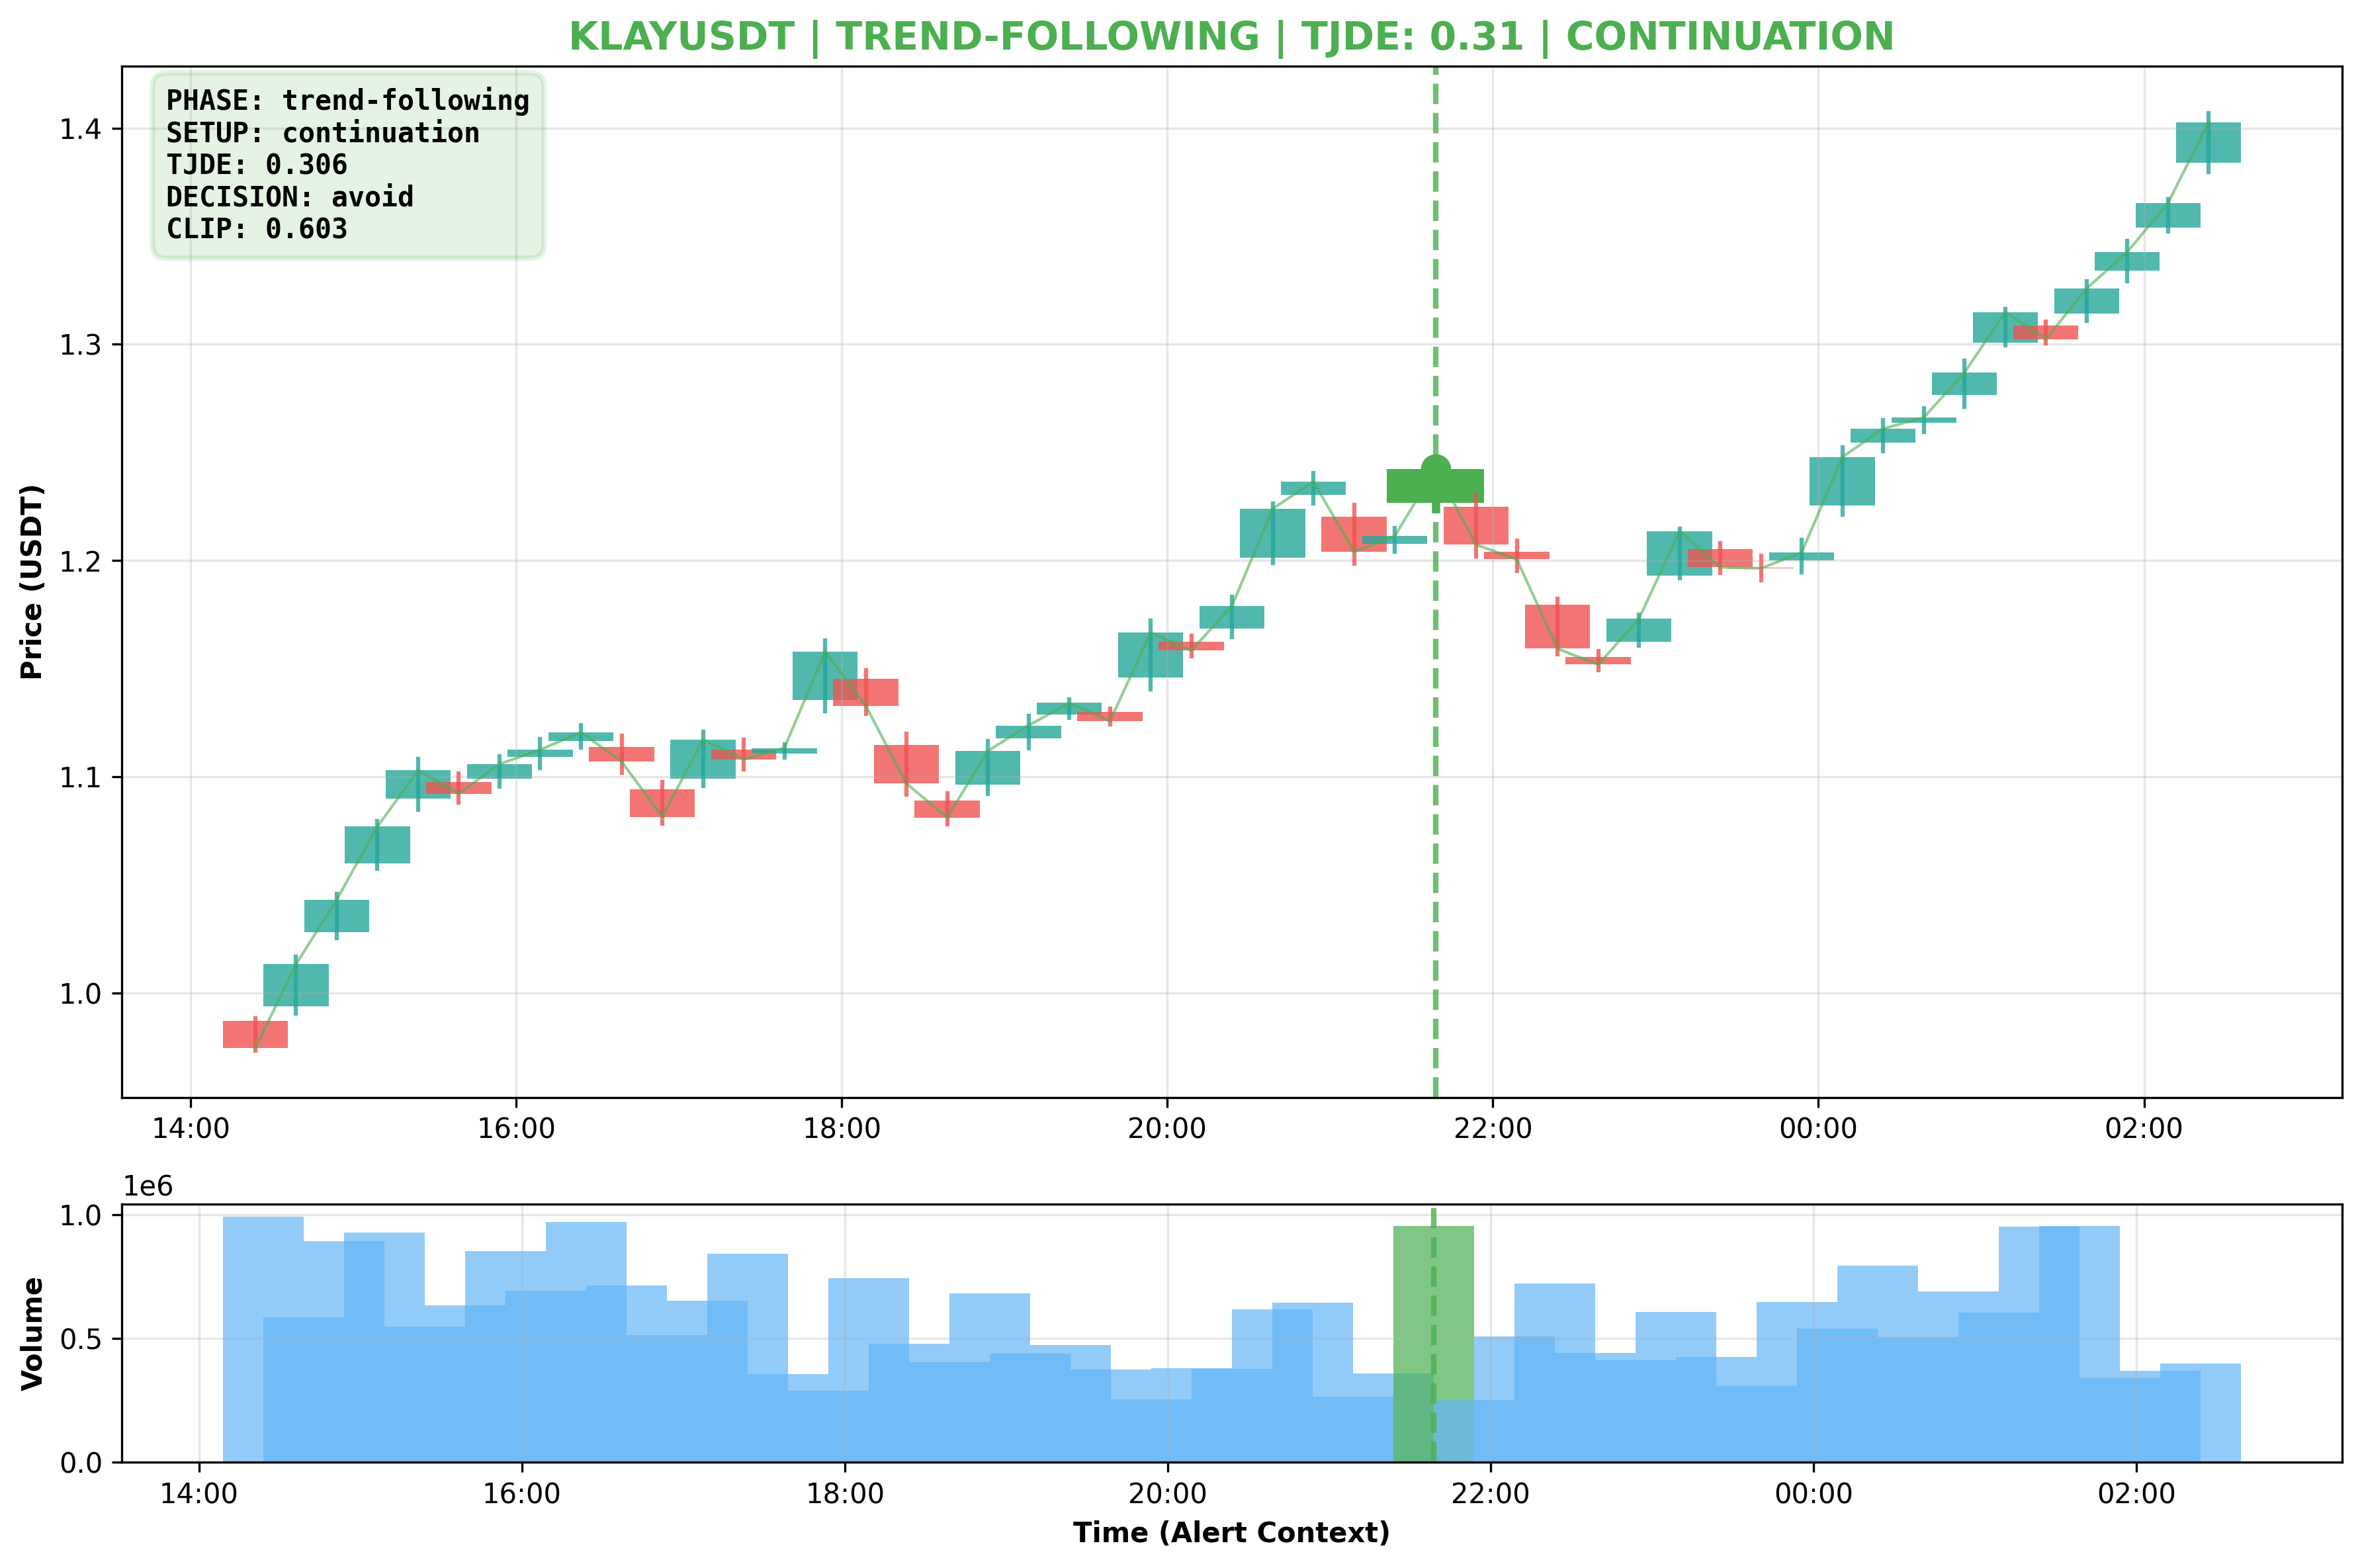 KLAYUSDT | TREND-FOLLOWING | TJDE: 0.31 | CONTINUATION
PHASE: trend-following
SETUP: continuation
TJDE: 0.306
DECISION: avoid
CLIP: 0.603
Price (USDT)
1.4
1.3
1.2
1.1
1.0
14:00 16:00 18:00 20:00 22:00 00:00 02:00
1e6
Volume
1.0
0.5
0.0
14:00 16:00 18:00 20:00 22:00 00:00 02:00
Time (Alert Context)